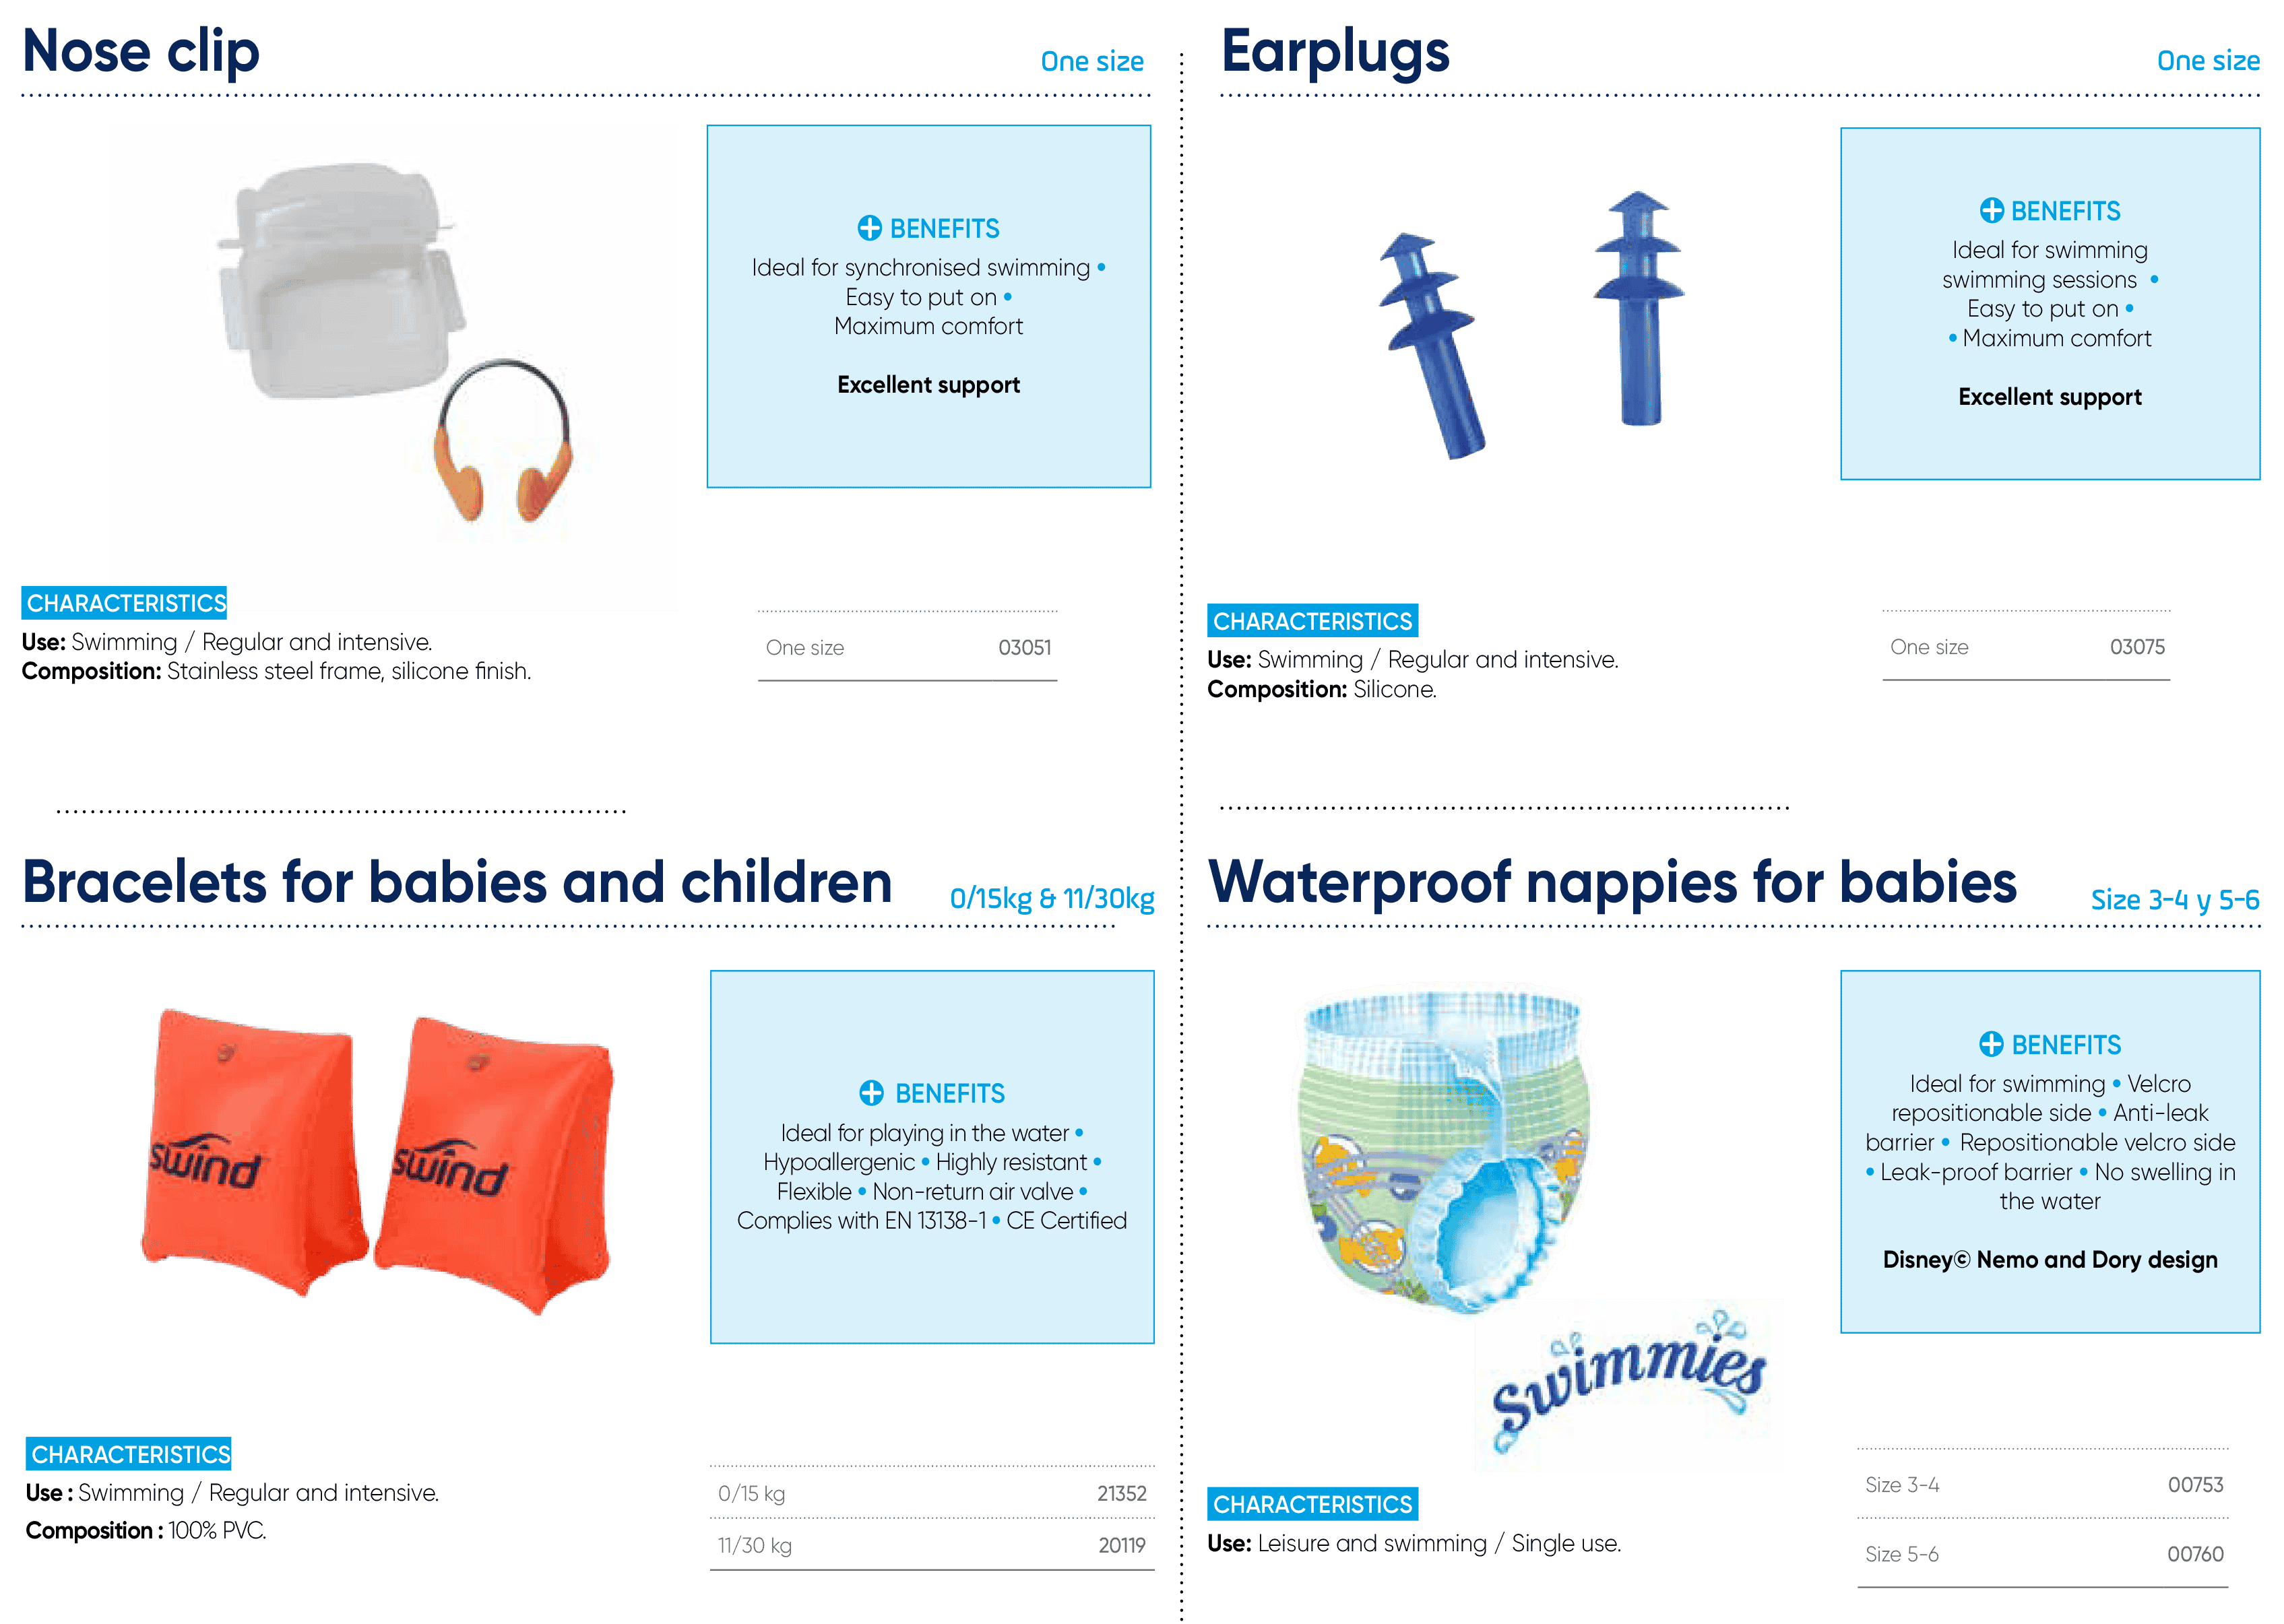 Nose clip
One size
BENEFITS
Ideal for synchronised swimming •
Easy to put on •
Maximum comfort
Excellent support
CHARACTERISTICS
Use: Swimming / Regular and intensive.
Composition: Stainless steel frame, silicone finish.
One size 03051
Earplugs
One size
BENEFITS
Ideal for swimming
swimming sessions •
Easy to put on •
• Maximum comfort
Excellent support
CHARACTERISTICS
Use: Swimming / Regular and intensive.
Composition: Silicone.
One size 03075
Bracelets for babies and children
0/15kg & 11/30kg
swind
swind
BENEFITS
Ideal for playing in the water •
Hypoallergenic • Highly resistant •
Flexible • Non-return air valve •
Complies with EN 13138-1 • CE Certified
CHARACTERISTICS
Use : Swimming / Regular and intensive.
Composition : 100% PVC.
0/15 kg 21352
11/30 kg 20119
Waterproof nappies for babies
Size 3-4 y 5-6
BENEFITS
Ideal for swimming • Velcro
repositionable side • Anti-leak
barrier • Repositionable velcro side
• Leak-proof barrier • No swelling in
the water
Disney© Nemo and Dory design
Swimmies
CHARACTERISTICS
Use: Leisure and swimming / Single use.
Size 3-4 00753
Size 5-6 00760